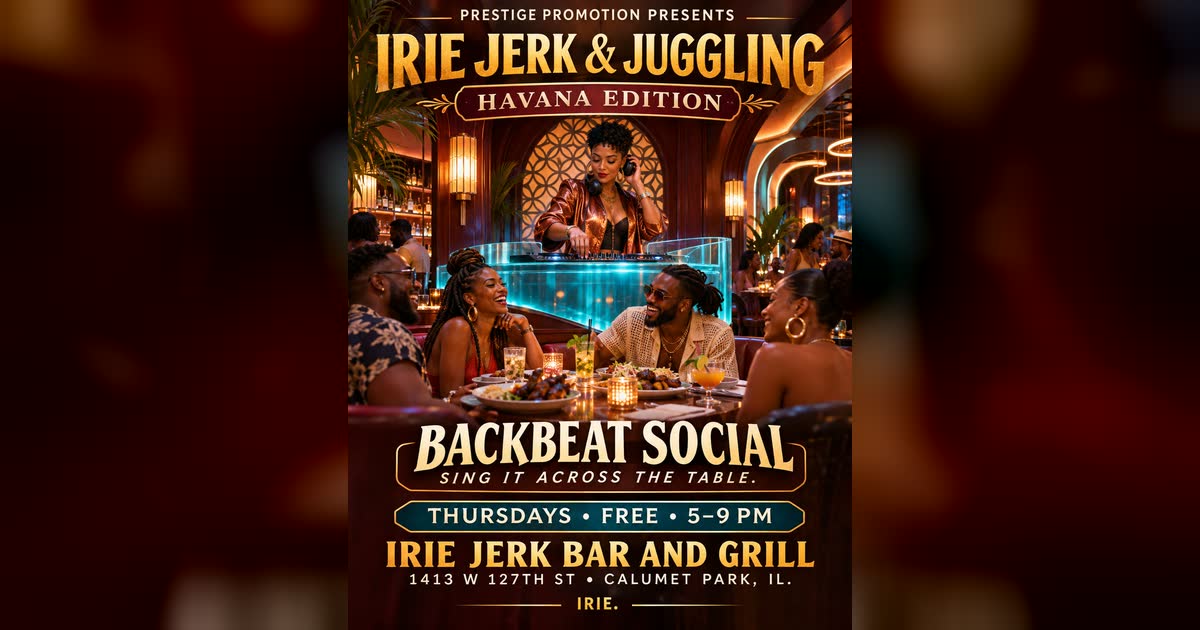 PRESTIGE PROMOTION PRESENTS
IRIE JERK & JUGGLING
HAVANA EDITION
BACKBEAT SOCIAL
SING IT ACROSS THE TABLE.
THURSDAYS • FREE • 5–9 PM
IRIE JERK BAR AND GRILL
1413 W 127TH ST • CALUMET PARK, IL.
IRIE.